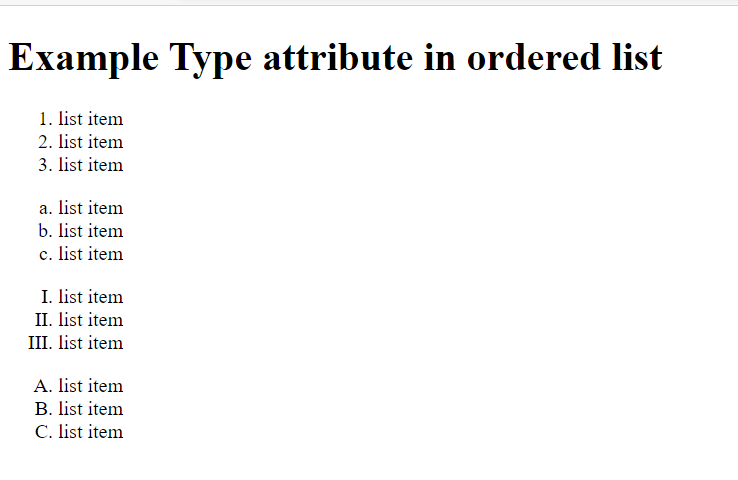 Example Type attribute in ordered list
1. list item
2. list item
3. list item
a. list item
b. list item
c. list item
I. list item
II. list item
III. list item
A. list item
B. list item
C. list item